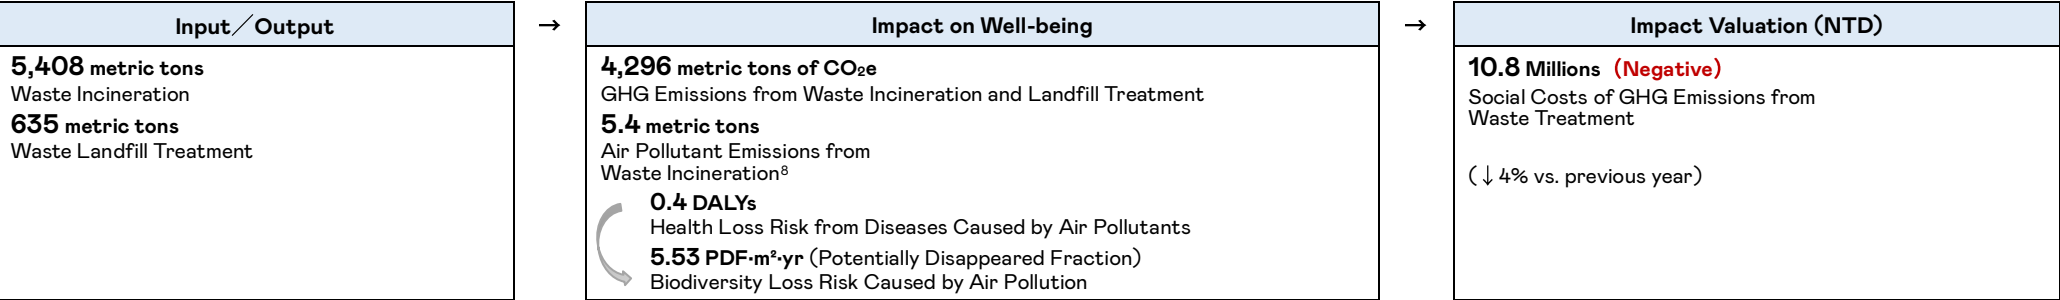 Input／Output
→
Impact on Well-being
→
Impact Valuation (NTD)
5,408 metric tons
Waste Incineration
635 metric tons
Waste Landfill Treatment
4,296 metric tons of CO₂e
GHG Emissions from Waste Incineration and Landfill Treatment
5.4 metric tons
Air Pollutant Emissions from
Waste Incineration⁸
0.4 DALYs
Health Loss Risk from Diseases Caused by Air Pollutants
5.53 PDF·m²·yr (Potentially Disappeared Fraction)
Biodiversity Loss Risk Caused by Air Pollution
10.8 Millions (Negative)
Social Costs of GHG Emissions from
Waste Treatment
(↓4% vs. previous year)